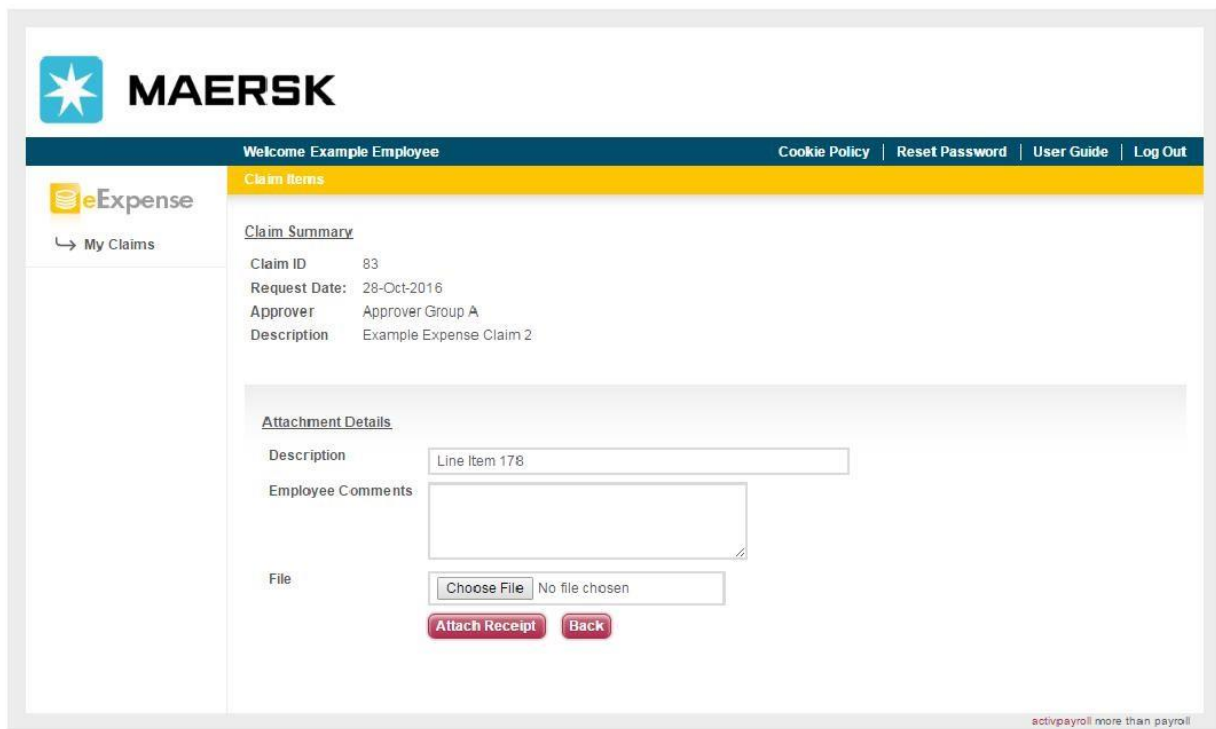 MAERSK
Welcome Example Employee Cookie Policy | Reset Password | User Guide | Log Out
eExpense
My Claims
Claim Items
Claim Summary
Claim ID 83
Request Date: 28-Oct-2016
Approver Approver Group A
Description Example Expense Claim 2
Attachment Details
Description Line Item 178
Employee Comments
File Choose File No file chosen
Attach Receipt Back
activpayroll more than payroll